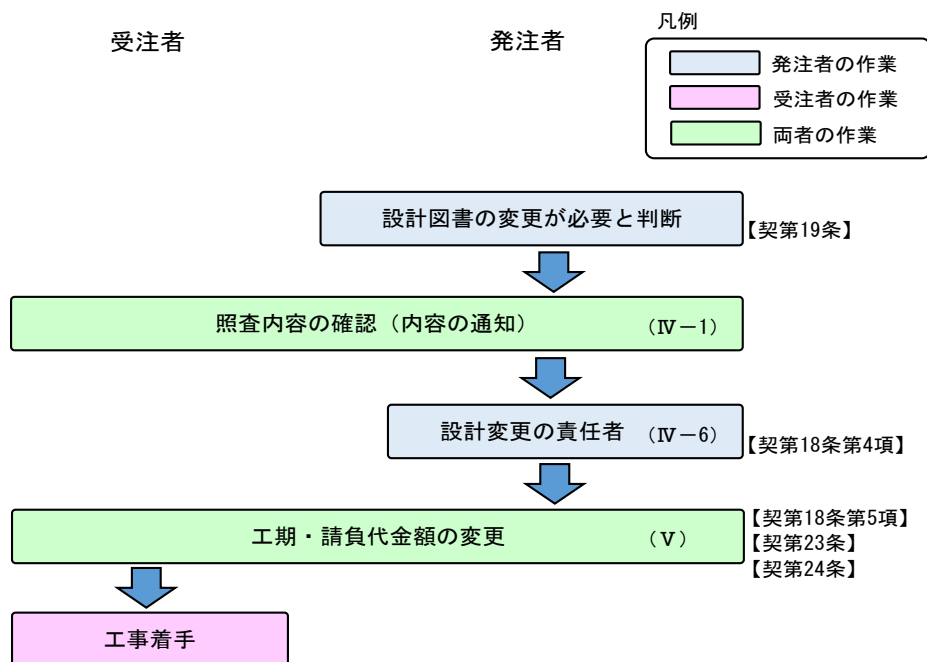 受注者
発注者
凡例
発注者の作業
受注者の作業
両者の作業
設計図書の変更が必要と判断
【契第19条】
照査内容の確認（内容の通知） （Ⅳ－1）
設計変更の責任者 （Ⅳ－6）
【契第18条第4項】
工期・請負代金額の変更 （Ⅴ）
【契第18条第5項】
【契第23条】
【契第24条】
工事着手